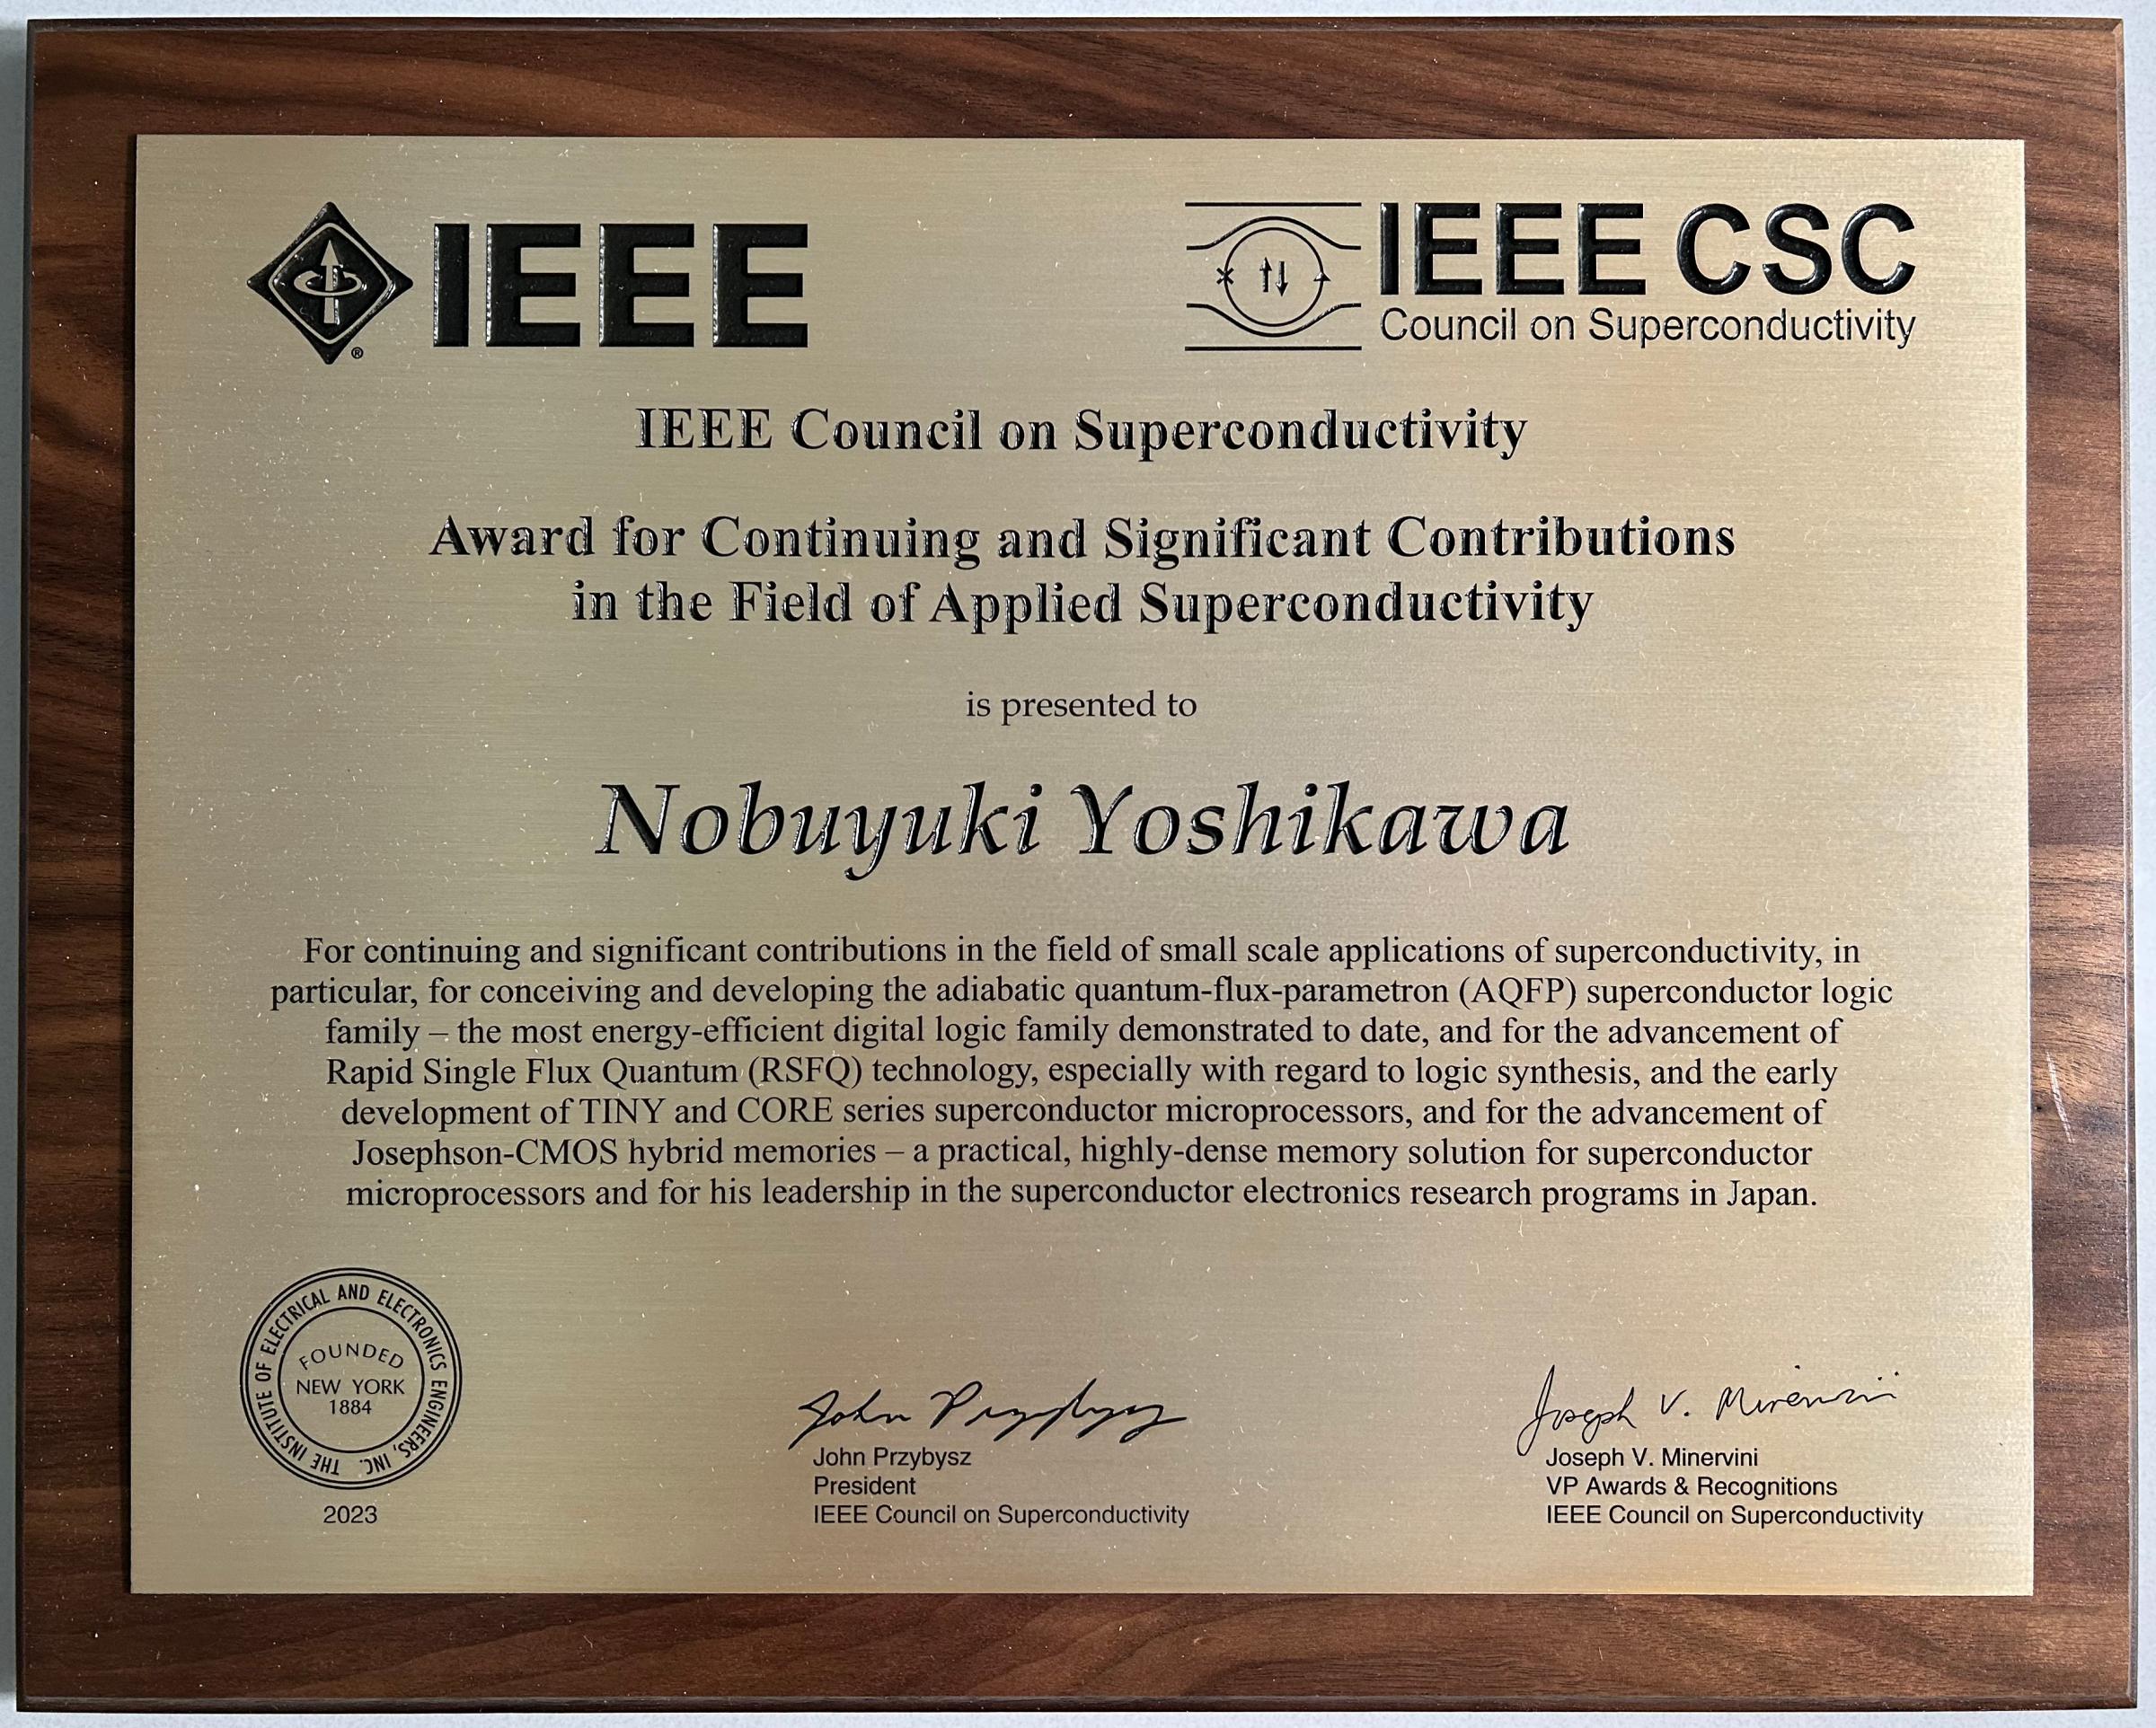 IEEE
®
IEEE CSC
Council on Superconductivity
IEEE Council on Superconductivity
Award for Continuing and Significant Contributions
in the Field of Applied Superconductivity
is presented to
Nobuyuki Yoshikawa
For continuing and significant contributions in the field of small scale applications of superconductivity, in
particular, for conceiving and developing the adiabatic quantum-flux-parametron (AQFP) superconductor logic
family – the most energy-efficient digital logic family demonstrated to date, and for the advancement of
Rapid Single Flux Quantum (RSFQ) technology, especially with regard to logic synthesis, and the early
development of TINY and CORE series superconductor microprocessors, and for the advancement of
Josephson-CMOS hybrid memories – a practical, highly-dense memory solution for superconductor
microprocessors and for his leadership in the superconductor electronics research programs in Japan.
THE INSTITUTE OF ELECTRICAL AND ELECTRONICS ENGINEERS, INC.
FOUNDED
NEW YORK
1884
2023
John Przybysz
John Przybysz
President
IEEE Council on Superconductivity
Joseph V. Minervini
Joseph V. Minervini
VP Awards & Recognitions
IEEE Council on Superconductivity